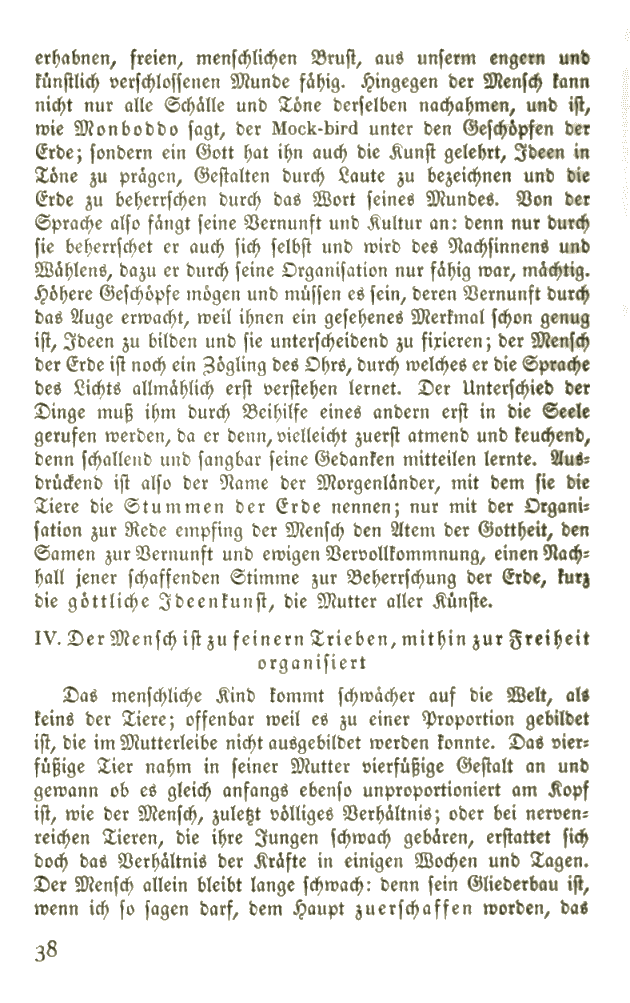 erhabnen, freien, menschlichen Brust, aus unserm engern und
künstlich verschlossenen Munde fähig. Hingegen der Mensch kann
nicht nur alle Schälle und Töne derselben nachahmen, und ist,
wie Monboddo sagt, der Mock-bird unter den Geschöpfen der
Erde; sondern ein Gott hat ihn auch die Kunst gelehrt, Ideen in
Töne zu prägen, Gestalten durch Laute zu bezeichnen und die
Erde zu beherrschen durch das Wort seines Mundes. Von der
Sprache also fängt seine Vernunft und Kultur an: denn nur durch
sie beherrschet er auch sich selbst und wird des Nachsinnens und
Wählens, dazu er durch seine Organisation nur fähig war, mächtig.
Höhere Geschöpfe mögen und müssen es sein, deren Vernunft durch
das Auge erwacht, weil ihnen ein gesehenes Merkmal schon genug
ist, Ideen zu bilden und sie unterscheidend zu fixieren; der Mensch
der Erde ist noch ein Zögling des Ohrs, durch welches er die Sprache
des Lichts allmählich erst verstehen lernet. Der Unterschied der
Dinge muß ihm durch Beihilfe eines andern erst in die Seele
gerufen werden, da er denn, vielleicht zuerst atmend und keuchend,
denn schallend und sangbar seine Gedanken mitteilen lernte. Aus-
drückend ist also der Name der Morgenländer, mit dem sie die
Tiere die Stummen der Erde nennen; nur mit der Organi-
sation zur Rede empfing der Mensch den Atem der Gottheit, den
Samen zur Vernunft und ewigen Vervollkommnung, einen Nach-
hall jener schaffenden Stimme zur Beherrschung der Erde, kurz
die göttliche Ideenkunst, die Mutter aller Künste.
IV. Der Mensch ist zu feinern Trieben, mithin zur Freiheit
organisiert
Das menschliche Kind kommt schwächer auf die Welt, als
keins der Tiere; offenbar weil es zu einer Proportion gebildet
ist, die im Mutterleibe nicht ausgebildet werden konnte. Das vier-
füßige Tier nahm in seiner Mutter vierfüßige Gestalt an und
gewann ob es gleich anfangs ebenso unproportioniert am Kopf
ist, wie der Mensch, zuletzt völliges Verhältnis; oder bei nerven-
reichen Tieren, die ihre Jungen schwach gebären, erstattet sich
doch das Verhältnis der Kräfte in einigen Wochen und Tagen.
Der Mensch allein bleibt lange schwach: denn sein Gliederbau ist,
wenn ich so sagen darf, dem Haupt zuerschaffen worden, das
38